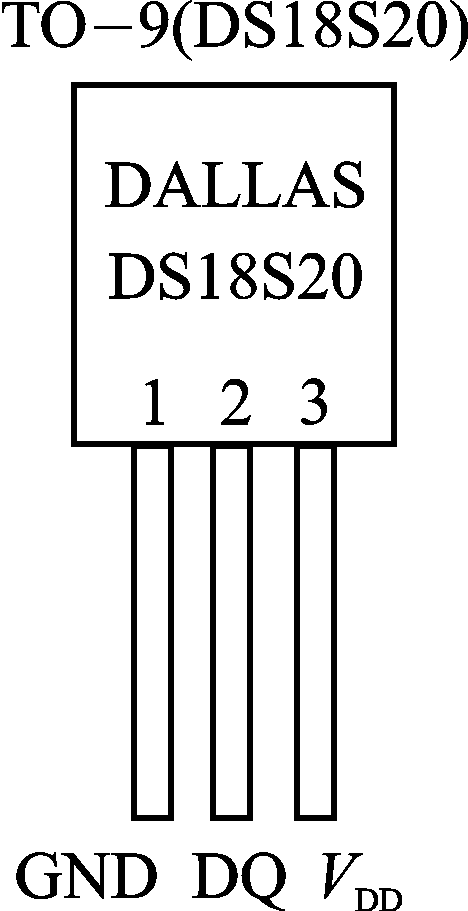 TO−9(DS18S20)
DALLAS
DS18S20
1 2 3
GND DQ VDD